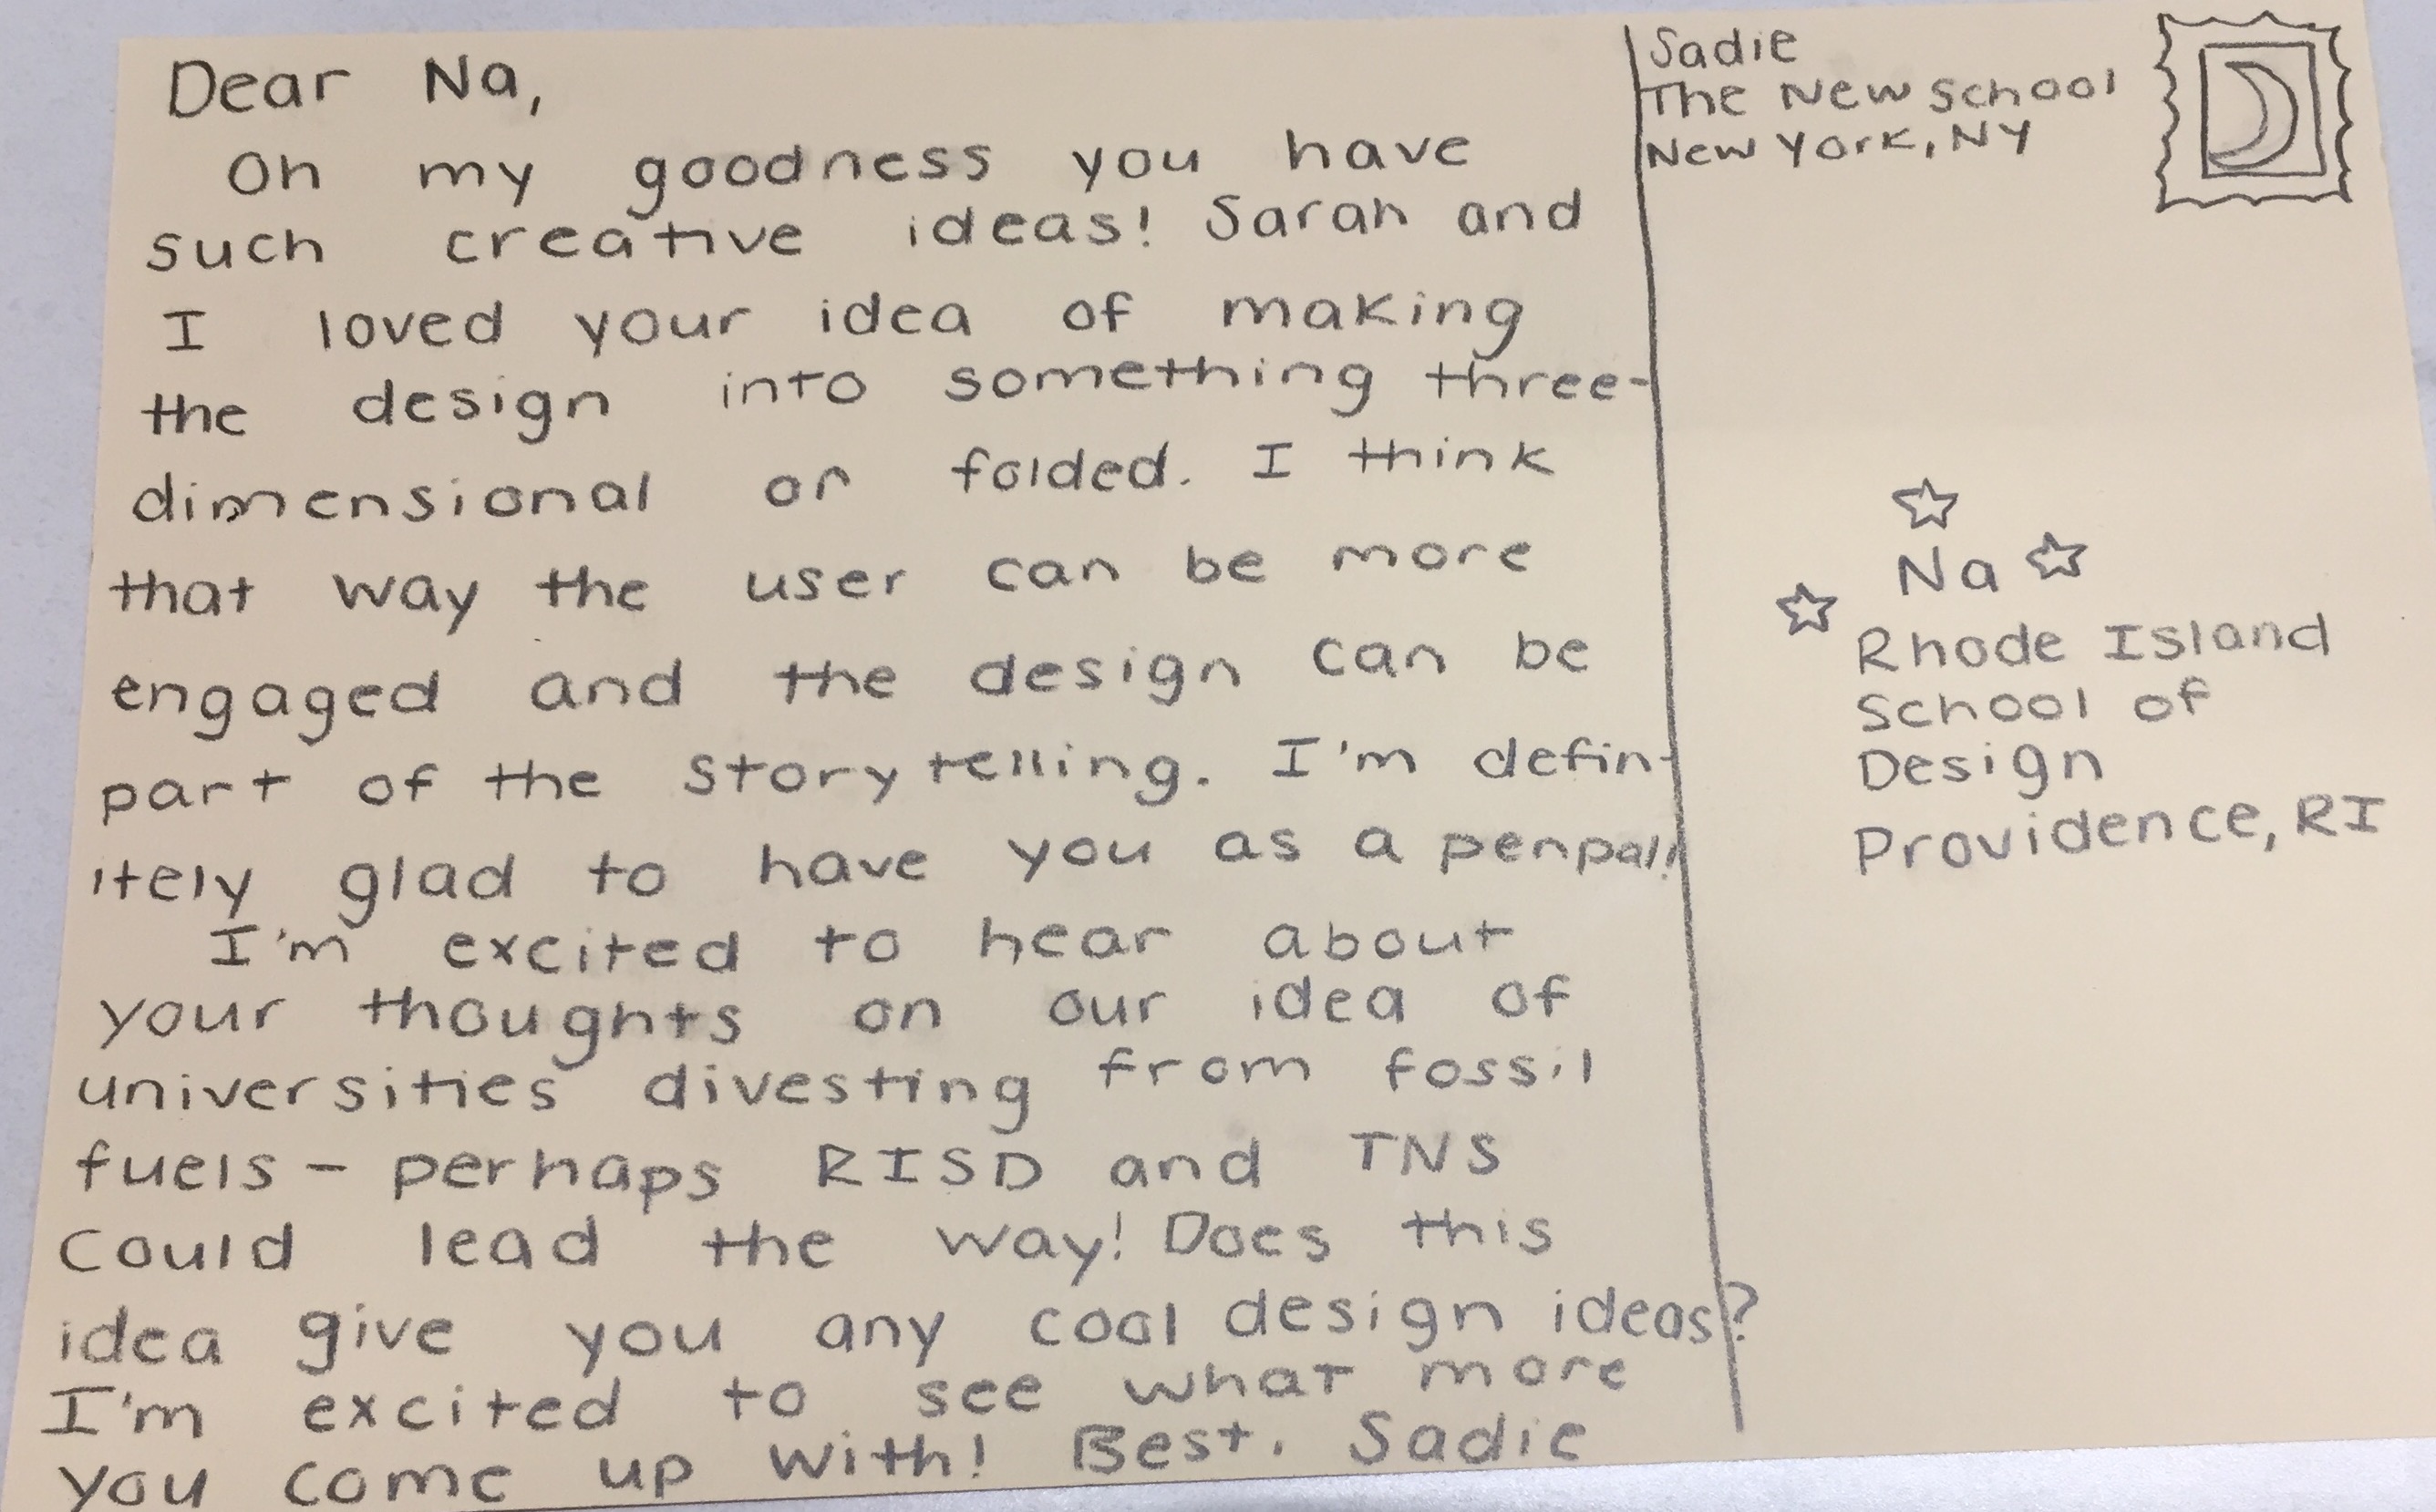 Dear Na,
Oh my goodness you have
such creative ideas! Sarah and
I loved your idea of making
the design into something three-
dimensional or folded. I think
that way the user can be more
engaged and the design can be
part of the storytelling. I'm defin-
itely glad to have you as a penpal!
I'm excited to hear about
your thoughts on our idea of
universities divesting from fossil
fuels - perhaps RISD and TNS
could lead the way! Does this
idea give you any cool design ideas?
I'm excited to see what more
you come up with! Best, Sadie
Sadie
The New School
New York, NY
Na
Rhode Island
School of
Design
Providence, RI